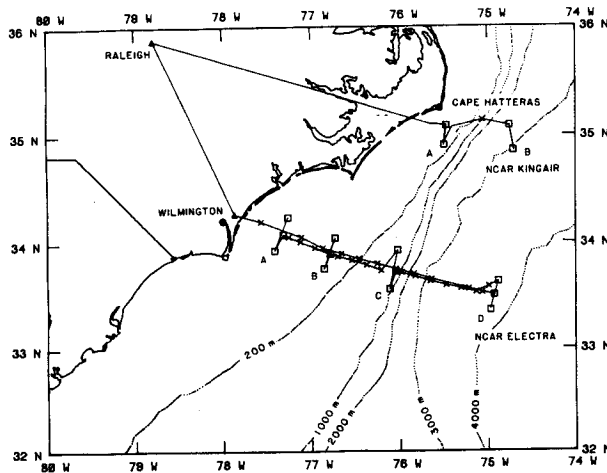 80 79 78 77 76 75 74
W W W W W W
36 N
36 N
RALEIGH
CAPE HATTERAS
35 N
35 N
A
B
NCAR KINGAIR
WILMINGTON
34 N
34 N
A
B
C
D
NCAR ELECTRA
33 N
33 N
200 m
1000 m
2000 m
3000 m
4000 m
32 N
32 N
80 79 78 77 76 75 74
W W W W W W